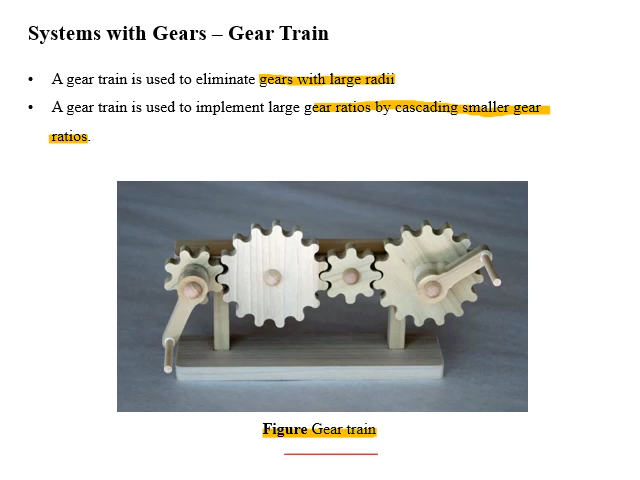 Systems with Gears – Gear Train
• A gear train is used to eliminate gears with large radii
• A gear train is used to implement large gear ratios by cascading smaller gear
ratios.
Figure Gear train